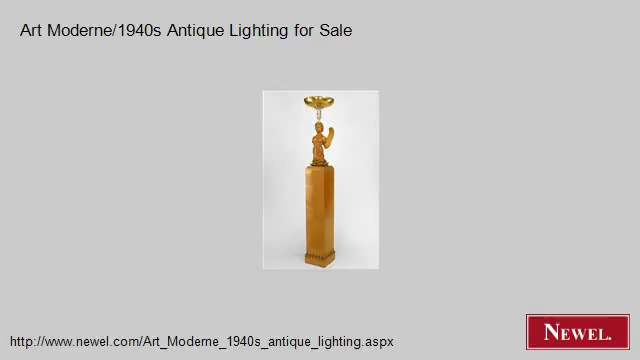 Art Moderne/1940s Antique Lighting for Sale
http://www.newel.com/Art_Moderne_1940s_antique_lighting.aspx
NEWEL.